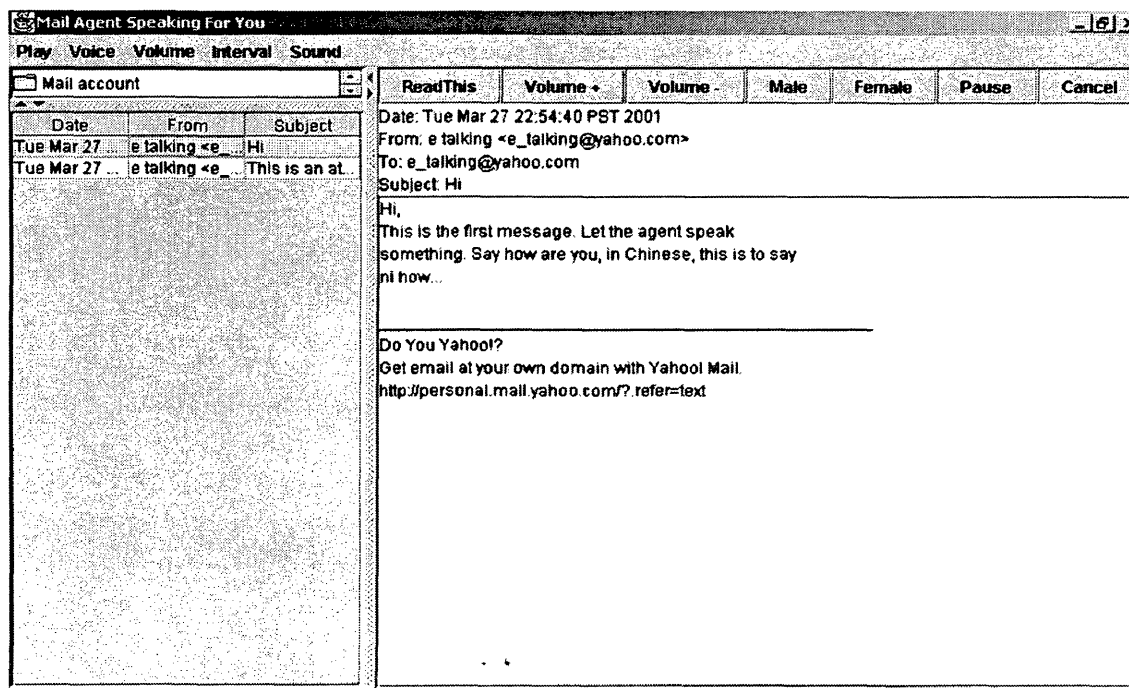 Mail Agent Speaking For You
Play Voice Volume Interval Sound
Mail account
Date From Subject
Tue Mar 27 ... e talking <e_... Hi
Tue Mar 27 ... e talking <e_... This is an at...
ReadThis Volume + Volume - Male Female Pause Cancel
Date: Tue Mar 27 22:54:40 PST 2001
From: e talking <e_talking@yahoo.com>
To: e_talking@yahoo.com
Subject: Hi
Hi,
This is the first message. Let the agent speak
something. Say how are you, in Chinese, this is to say
ni how...
Do You Yahoo!?
Get email at your own domain with Yahoo! Mail.
http://personal.mail.yahoo.com/?.refer=text